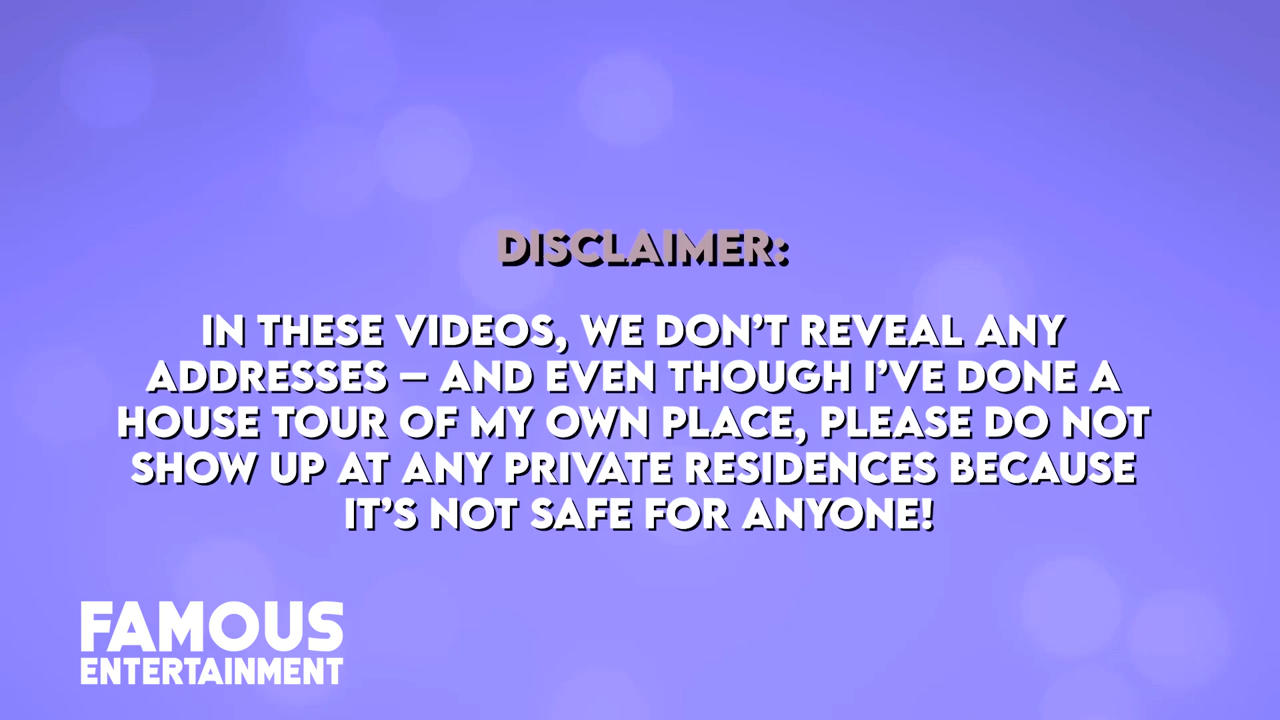 DISCLAIMER:
IN THESE VIDEOS, WE DON’T REVEAL ANY
ADDRESSES – AND EVEN THOUGH I’VE DONE A
HOUSE TOUR OF MY OWN PLACE, PLEASE DO NOT
SHOW UP AT ANY PRIVATE RESIDENCES BECAUSE
IT’S NOT SAFE FOR ANYONE!
FAMOUS
ENTERTAINMENT